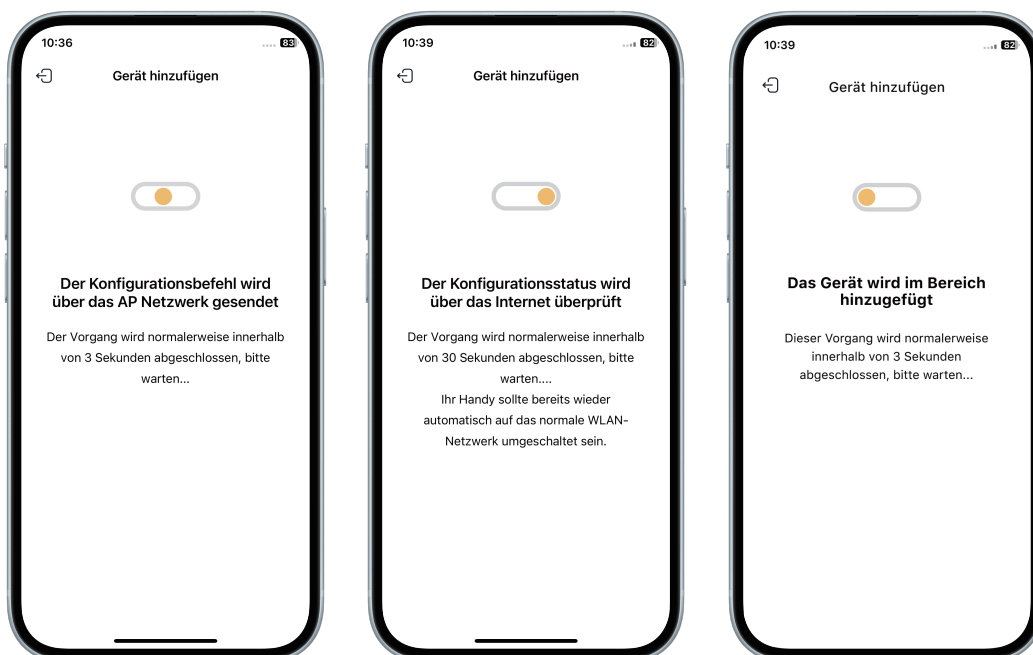 10:36
83
Gerät hinzufügen
Der Konfigurationsbefehl wird
über das AP Netzwerk gesendet
Der Vorgang wird normalerweise innerhalb
von 3 Sekunden abgeschlossen, bitte
warten...
10:39
82
Gerät hinzufügen
Der Konfigurationsstatus wird
über das Internet überprüft
Der Vorgang wird normalerweise innerhalb
von 30 Sekunden abgeschlossen, bitte
warten....
Ihr Handy sollte bereits wieder
automatisch auf das normale WLAN-
Netzwerk umgeschaltet sein.
10:39
82
Gerät hinzufügen
Das Gerät wird im Bereich
hinzugefügt
Dieser Vorgang wird normalerweise
innerhalb von 3 Sekunden
abgeschlossen, bitte warten...